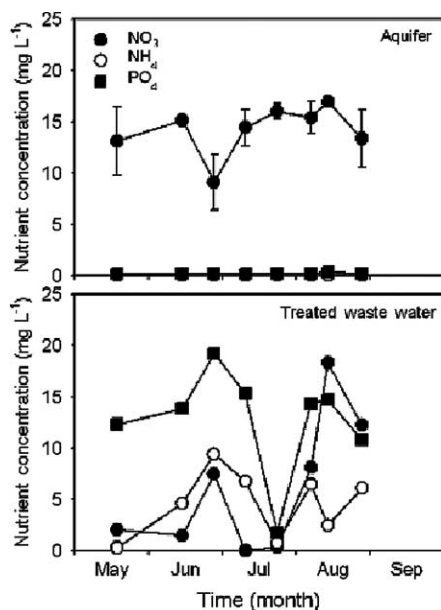 25
NO₃
Aquifer
NH₄
20
PO₄
15
10
5
0
Nutrient concentration (mg L⁻¹)
25
Treated waste water
20
15
10
5
0
Nutrient concentration (mg L⁻¹)
May Jun Jul Aug Sep
Time (month)